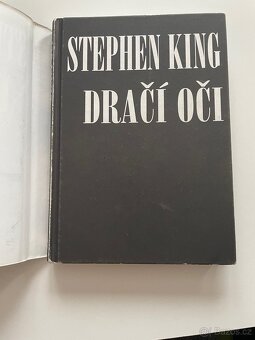 STEPHEN KING
DRAČÍ OČI